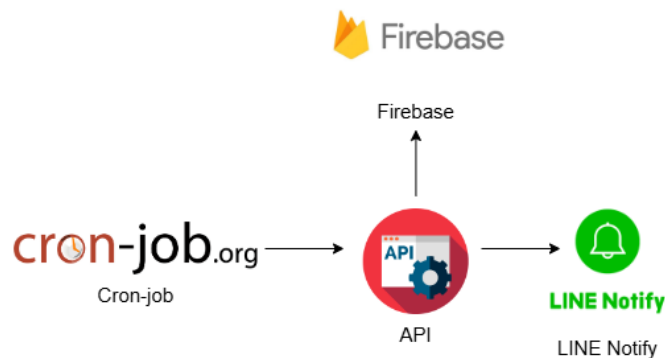 Firebase
Firebase
cron-job.org
Cron-job
API
API
LINE Notify
LINE Notify